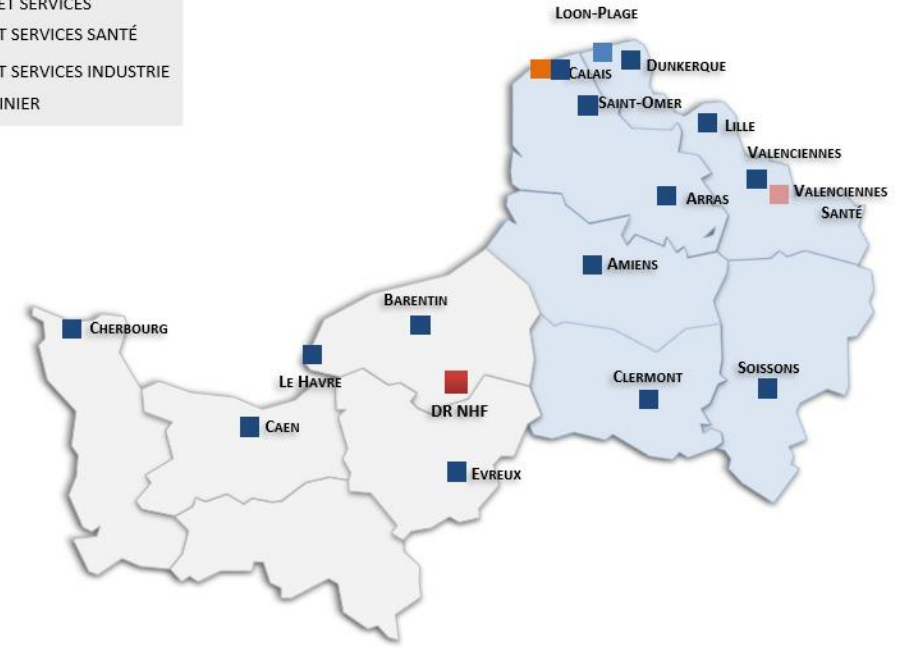 ET SERVICES
T SERVICES SANTÉ
T SERVICES INDUSTRIE
INIER
LOON-PLAGE
DUNKERQUE
CALAIS
SAINT-OMER
LILLE
VALENCIENNES
VALENCIENNES
SANTÉ
ARRAS
AMIENS
BARENTIN
CHERBOURG
LE HAVRE
CLERMONT
SOISSONS
DR NHF
CAEN
EVREUX